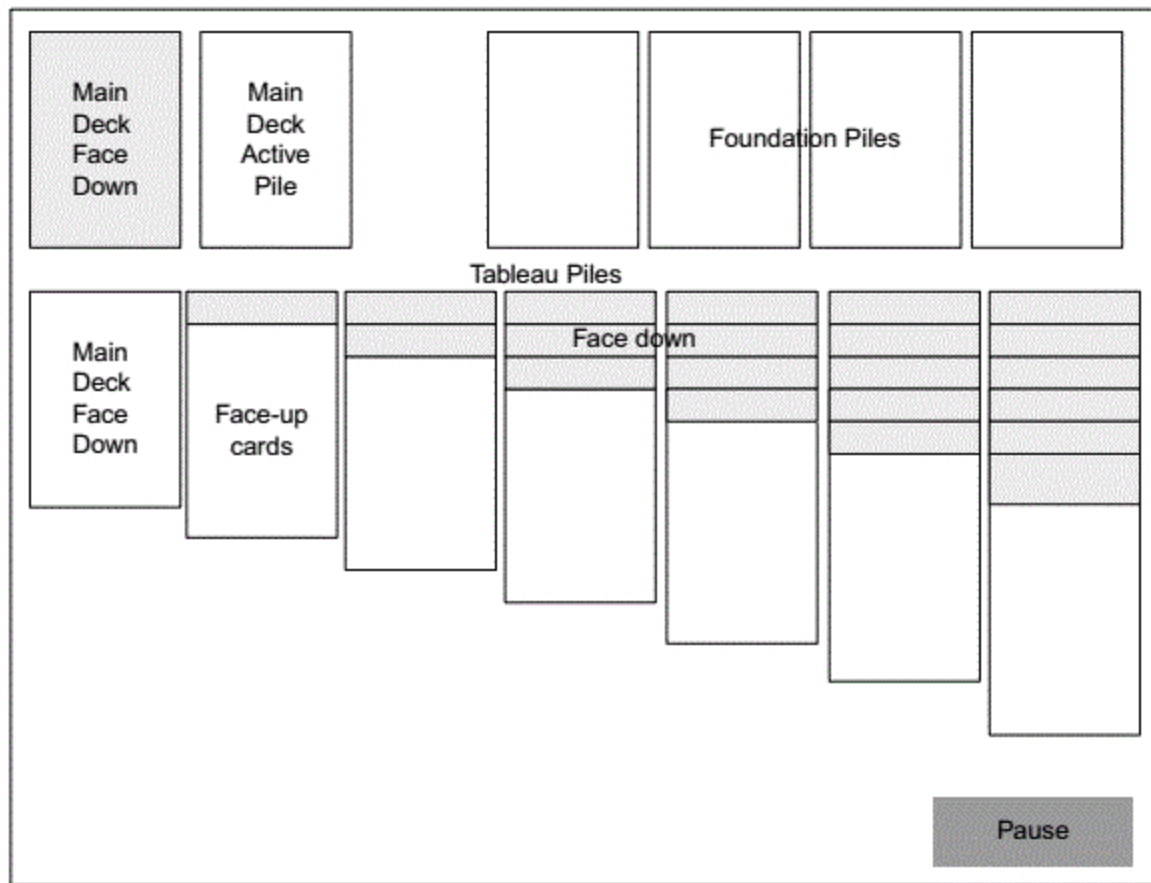 Main
Deck
Face
Down
Main
Deck
Active
Pile
Foundation Piles
Tableau Piles
Main
Deck
Face
Down
Face-up
cards
Face down
Pause